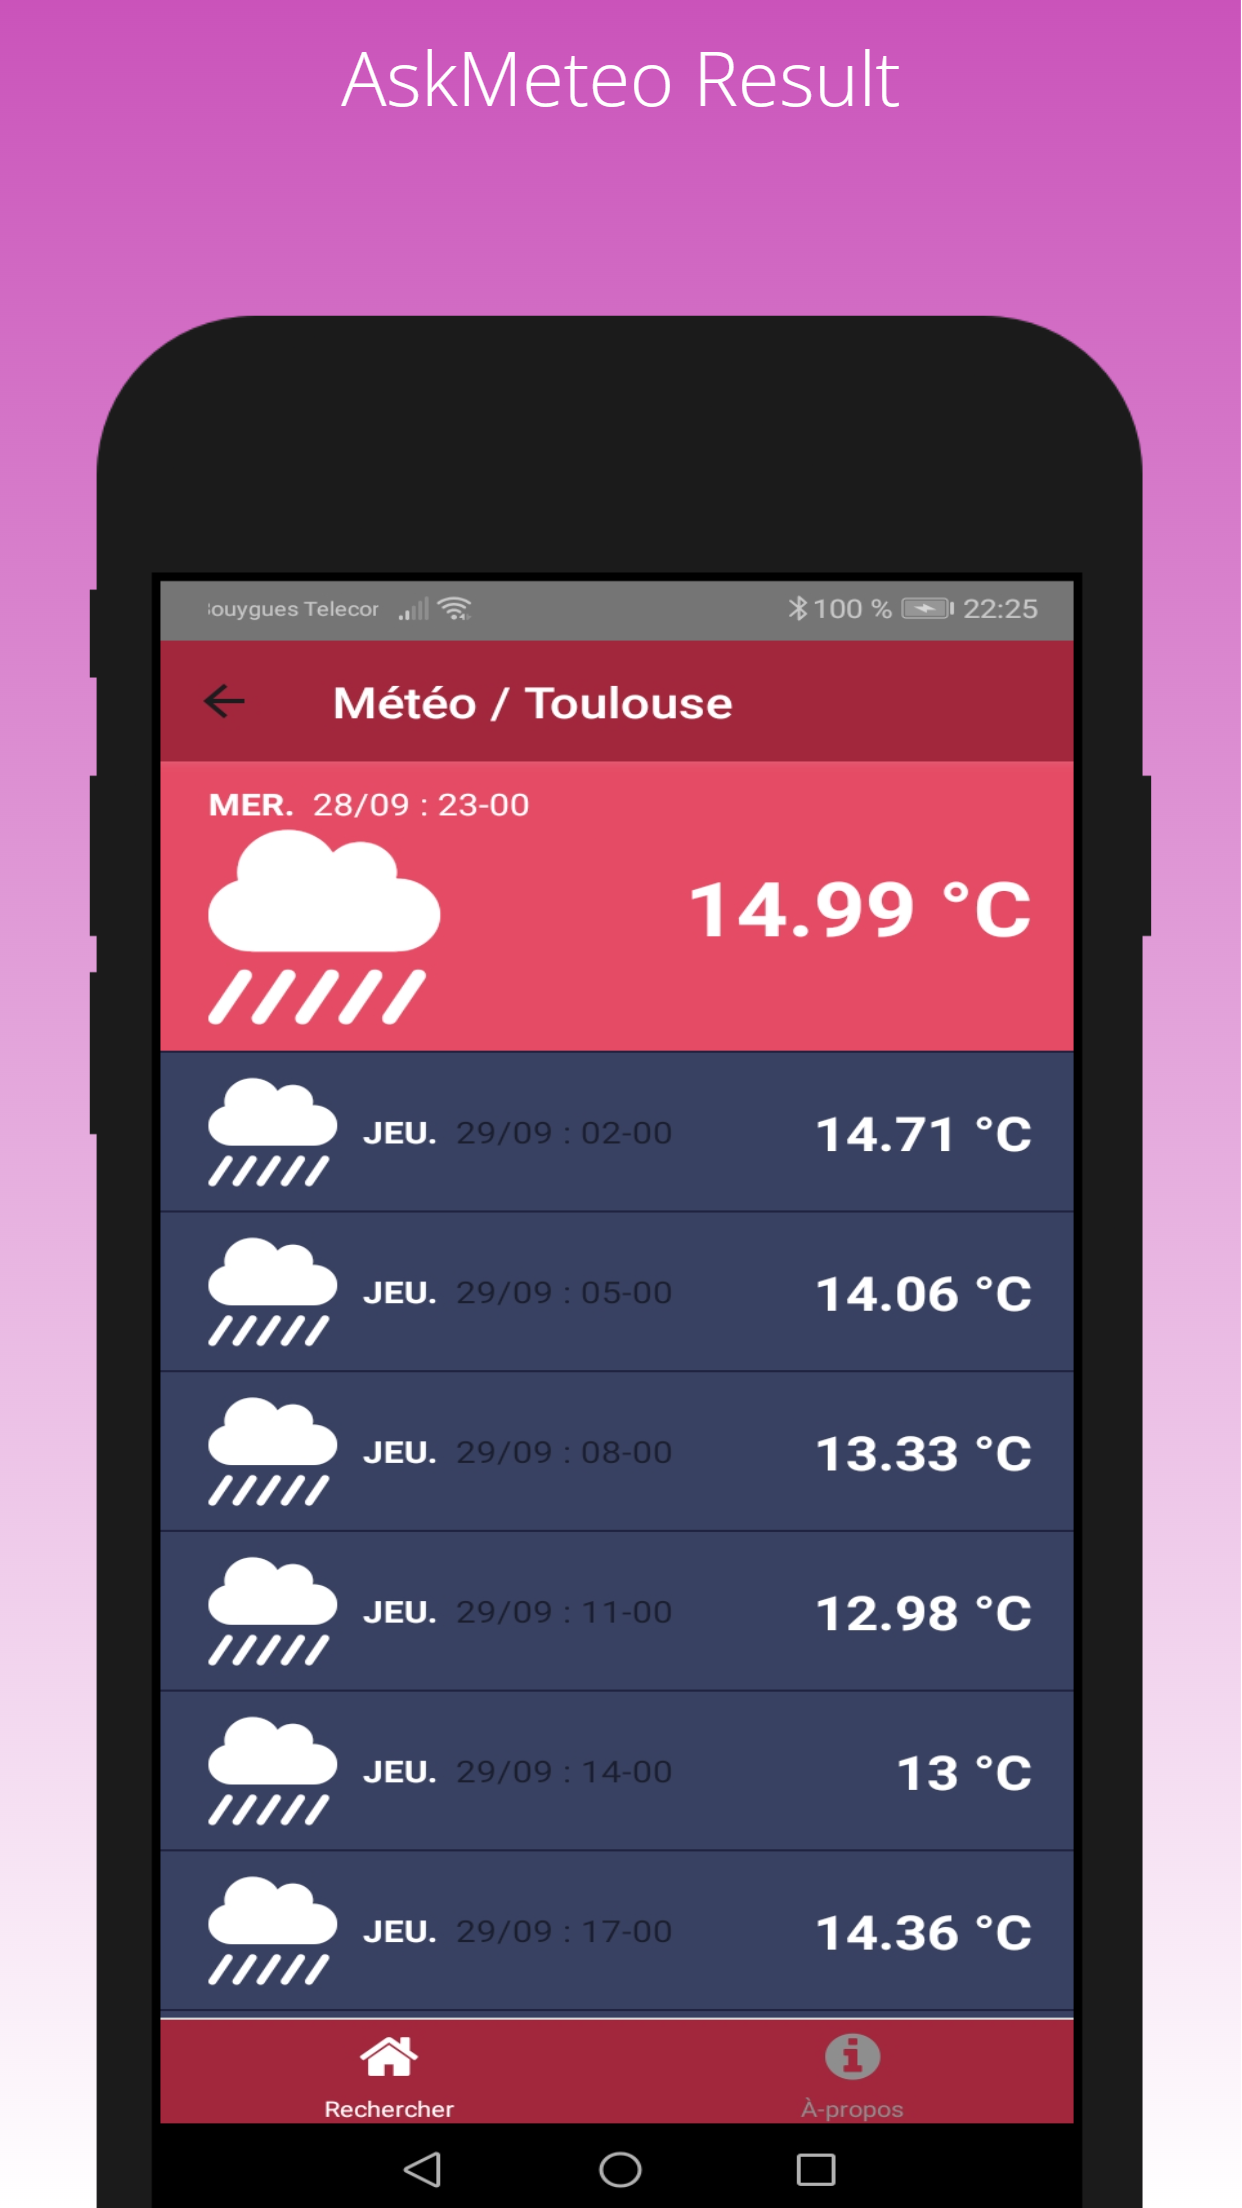 AskMeteo Result
100 % 22:25
Météo / Toulouse
MER. 28/09 : 23-00
14.99 °C
JEU. 29/09 : 02-00 14.71 °C
JEU. 29/09 : 05-00 14.06 °C
JEU. 29/09 : 08-00 13.33 °C
JEU. 29/09 : 11-00 12.98 °C
JEU. 29/09 : 14-00 13 °C
JEU. 29/09 : 17-00 14.36 °C
Rechercher À-propos